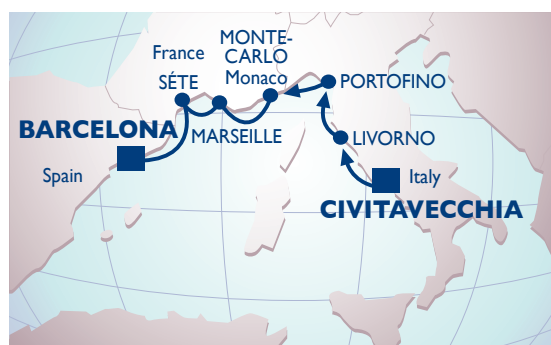 France
SÉTE
MONTE-
CARLO
Monaco
PORTOFINO
BARCELONA
MARSEILLE
LIVORNO
Spain
Italy
CIVITAVECCHIA